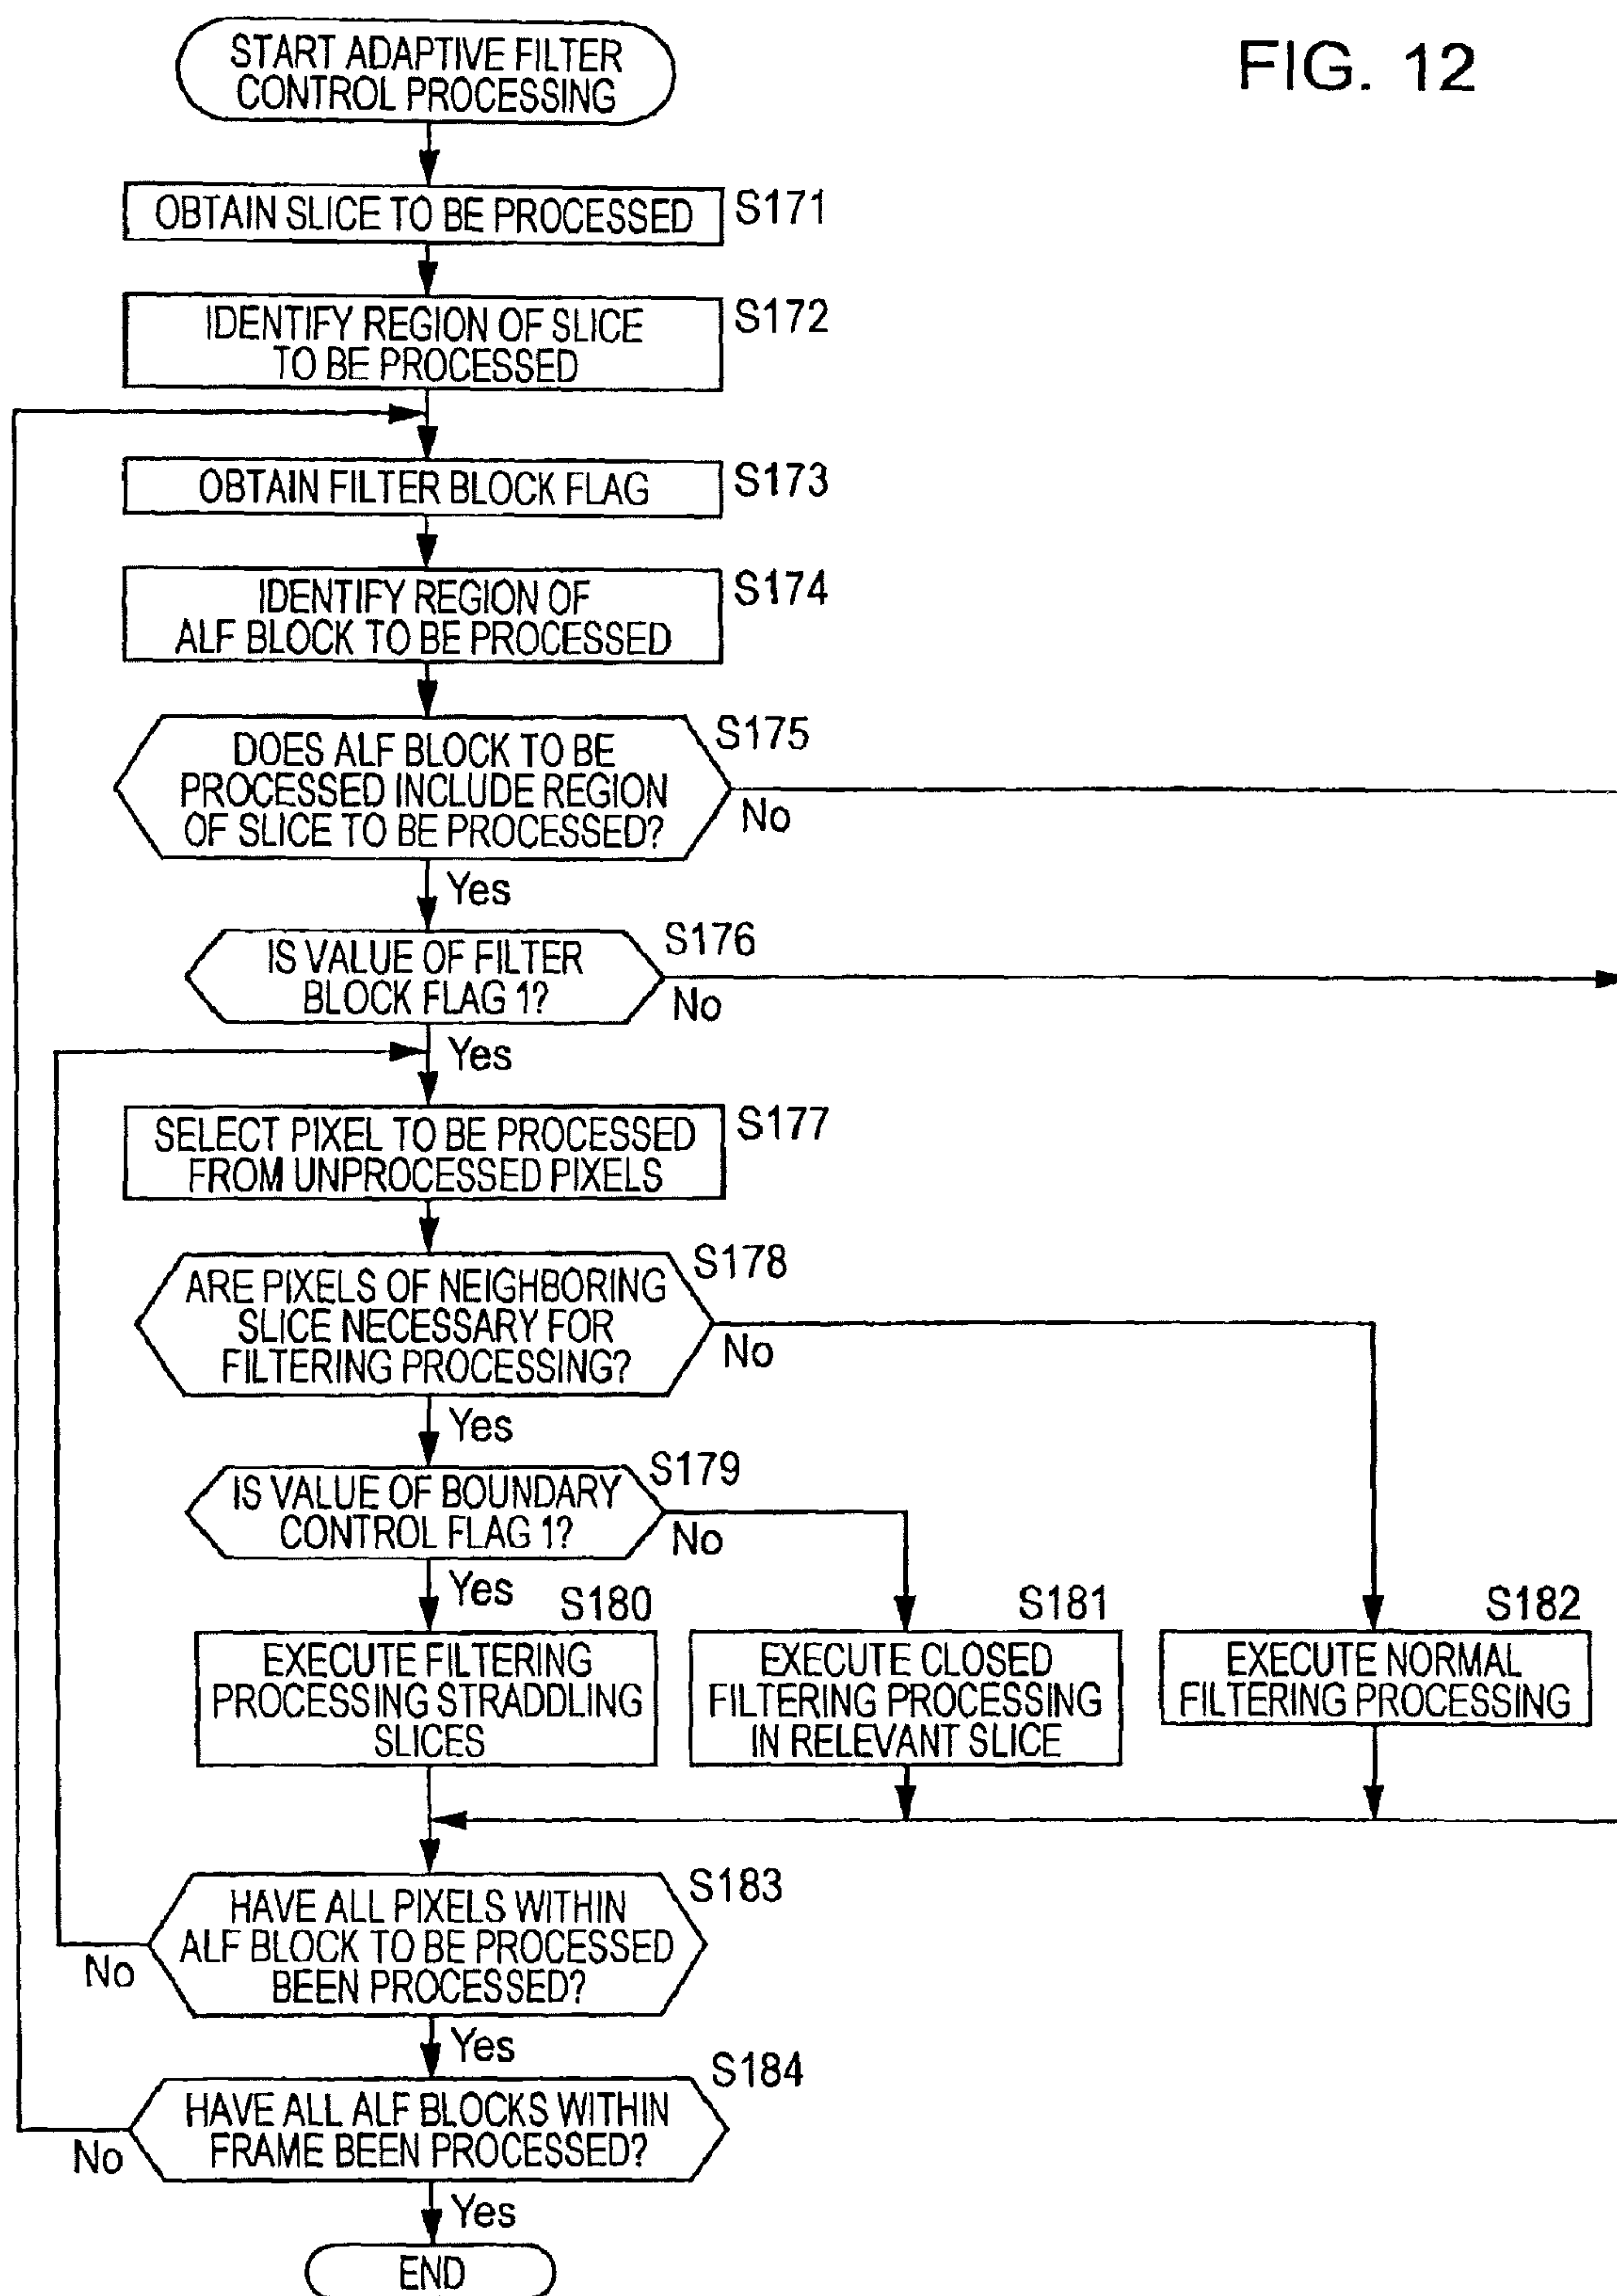 FIG. 12
START ADAPTIVE FILTER
CONTROL PROCESSING
OBTAIN SLICE TO BE PROCESSED
S171
IDENTIFY REGION OF SLICE
TO BE PROCESSED
S172
OBTAIN FILTER BLOCK FLAG
S173
IDENTIFY REGION OF
ALF BLOCK TO BE PROCESSED
S174
DOES ALF BLOCK TO BE
PROCESSED INCLUDE REGION
OF SLICE TO BE PROCESSED?
S175
No
Yes
IS VALUE OF FILTER
BLOCK FLAG 1?
S176
No
Yes
SELECT PIXEL TO BE PROCESSED
FROM UNPROCESSED PIXELS
S177
ARE PIXELS OF NEIGHBORING
SLICE NECESSARY FOR
FILTERING PROCESSING?
S178
No
Yes
IS VALUE OF BOUNDARY
CONTROL FLAG 1?
S179
No
Yes
S180
EXECUTE FILTERING
PROCESSING STRADDLING
SLICES
S181
EXECUTE CLOSED
FILTERING PROCESSING
IN RELEVANT SLICE
S182
EXECUTE NORMAL
FILTERING PROCESSING
HAVE ALL PIXELS WITHIN
ALF BLOCK TO BE PROCESSED
BEEN PROCESSED?
S183
No
Yes
HAVE ALL ALF BLOCKS WITHIN
FRAME BEEN PROCESSED?
S184
No
Yes
END